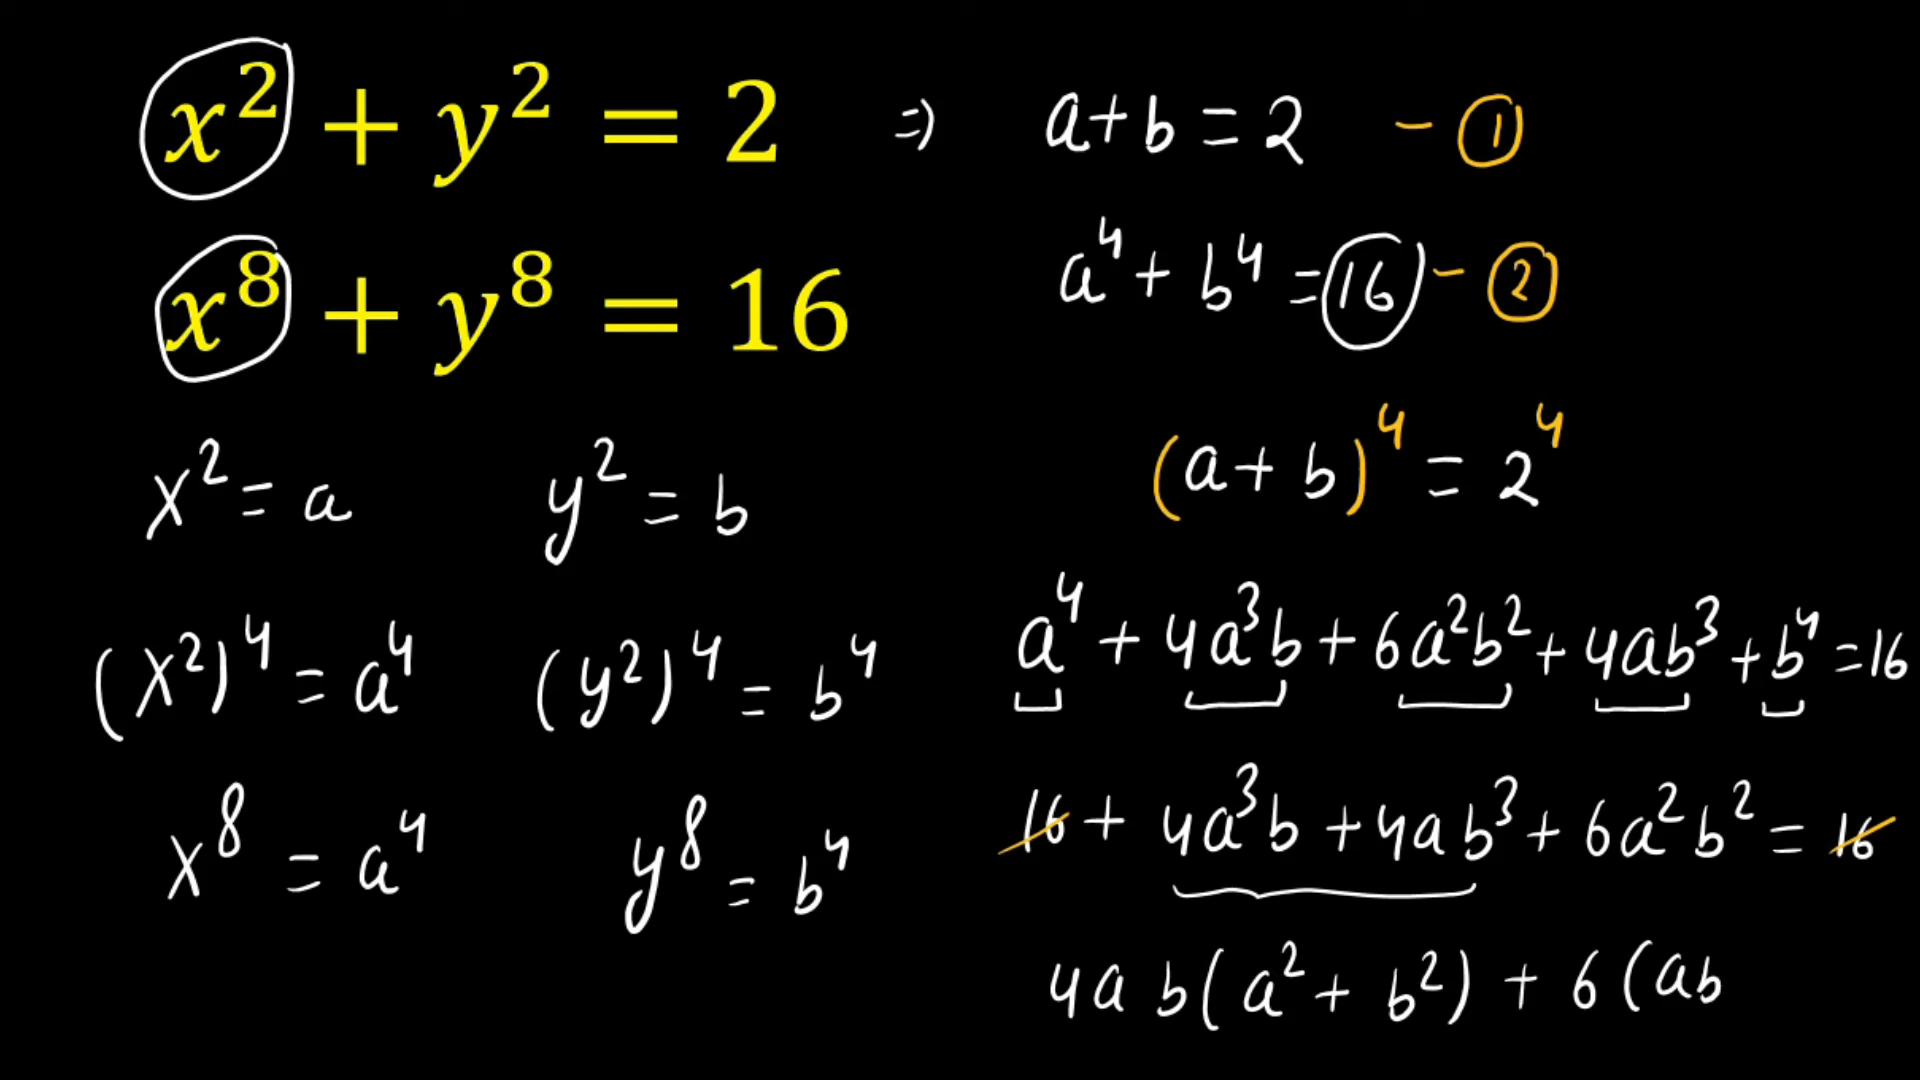 x² + y² = 2 ⇒ a+b = 2 - ①
x⁸ + y⁸ = 16
a⁴ + b⁴ = 16 - ②
x² = a y² = b
(a+b)⁴ = 2⁴
(x²)⁴ = a⁴ (y²)⁴ = b⁴
a⁴ + 4a³b + 6a²b² + 4ab³ + b⁴ = 16
x⁸ = a⁴ y⁸ = b⁴
16 + 4a³b + 4ab³ + 6a²b² = 16
4ab(a² + b²) + 6(ab